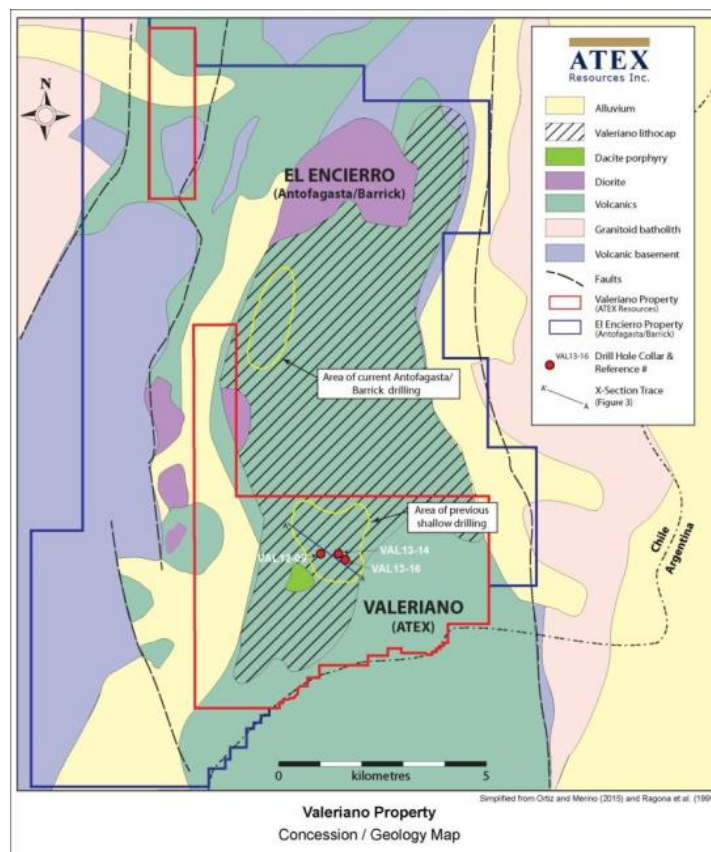 ATEX
Resources Inc.
N
Alluvium
Valeriano lithocap
Dacite porphyry
Diorite
Volcanics
Granitoid batholith
Volcanic basement
Faults
Valeriano Property
(ATEX Resources)
El Encierro Property
(Antofagasta/Barrick)
VAL13-16 Drill Hole Collar &
Reference #
A' A X-Section Trace
(Figure 3)
EL ENCIERRO
(Antofagasta/Barrick)
Area of current Antofagasta/
Barrick drilling
Area of previous
shallow drilling
A'
VAL12-09
VAL13-14
VAL13-16
A
VALERIANO
(ATEX)
Chile
Argentina
0 5
kilometres
Simplified from Ortiz and Merino (2015) and Ragona et al.
Valeriano Property
Concession / Geology Map